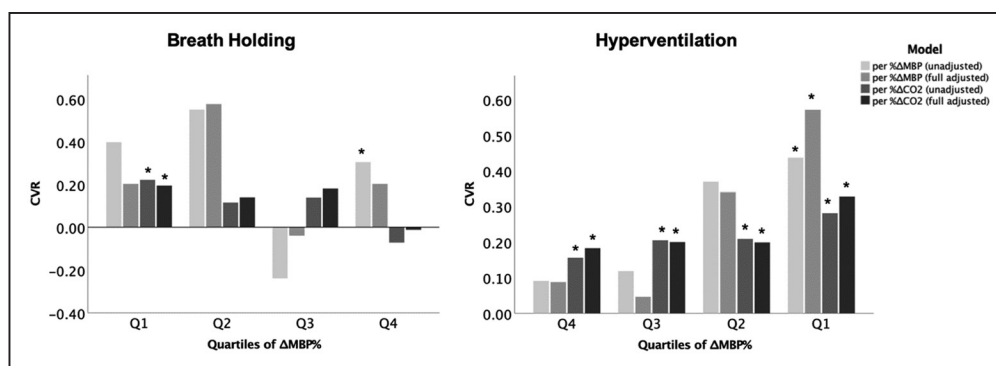 Breath Holding
CVR
0.60
0.40
0.20
0.00
−0.20
−0.40
*
*
*
Q1 Q2 Q3 Q4
Quartiles of ΔMBP%
Hyperventilation
CVR
0.60
0.50
0.40
0.30
0.20
0.10
0.00
* *
* *
* *
*
*
*
*
Q4 Q3 Q2 Q1
Quartiles of ΔMBP%
Model
per %ΔMBP (unadjusted)
per %ΔMBP (full adjusted)
per %ΔCO2 (unadjusted)
per %ΔCO2 (full adjusted)